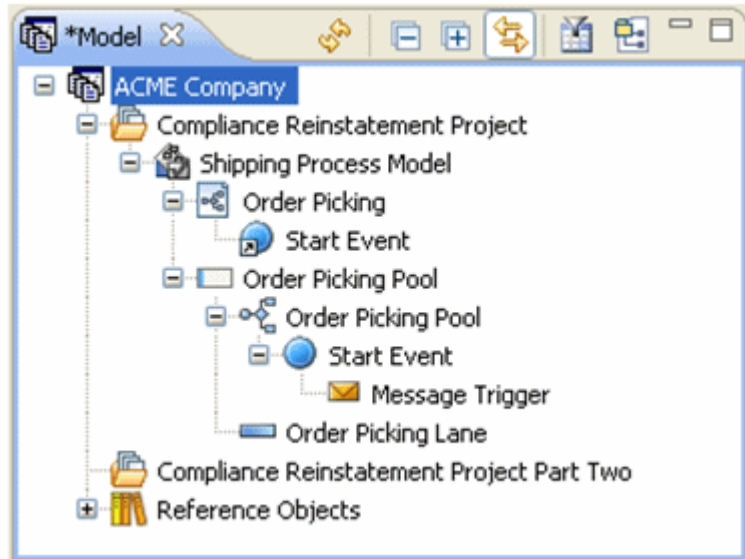 *Model
ACME Company
Compliance Reinstatement Project
Shipping Process Model
Order Picking
Start Event
Order Picking Pool
Order Picking Pool
Start Event
Message Trigger
Order Picking Lane
Compliance Reinstatement Project Part Two
Reference Objects